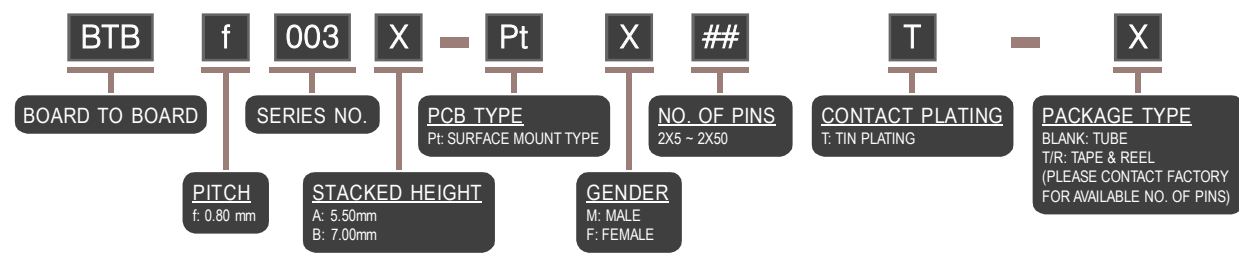 BTB f 003 X - Pt X ## T - X
BOARD TO BOARD
SERIES NO.
PCB TYPE
Pt: SURFACE MOUNT TYPE
NO. OF PINS
2X5 ~ 2X50
CONTACT PLATING
T: TIN PLATING
PACKAGE TYPE
BLANK: TUBE
T/R: TAPE & REEL
(PLEASE CONTACT FACTORY
FOR AVAILABLE NO. OF PINS)
PITCH
f: 0.80 mm
STACKED HEIGHT
A: 5.50mm
B: 7.00mm
GENDER
M: MALE
F: FEMALE